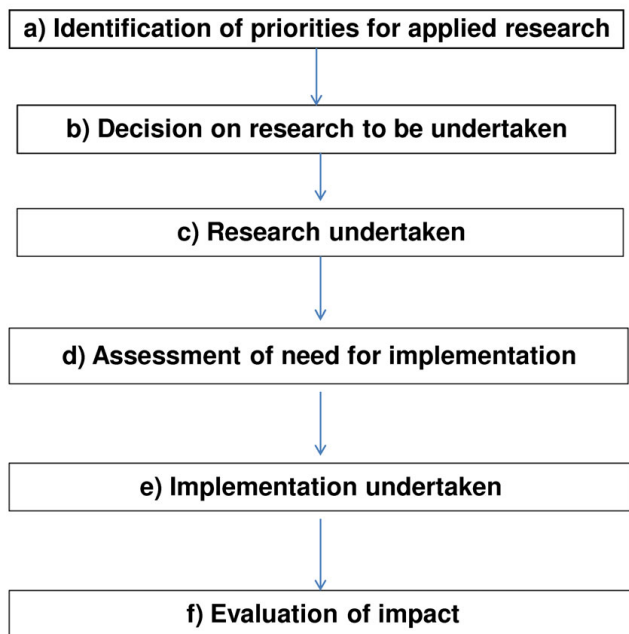 a) Identification of priorities for applied research
b) Decision on research to be undertaken
c) Research undertaken
d) Assessment of need for implementation
e) Implementation undertaken
f) Evaluation of impact